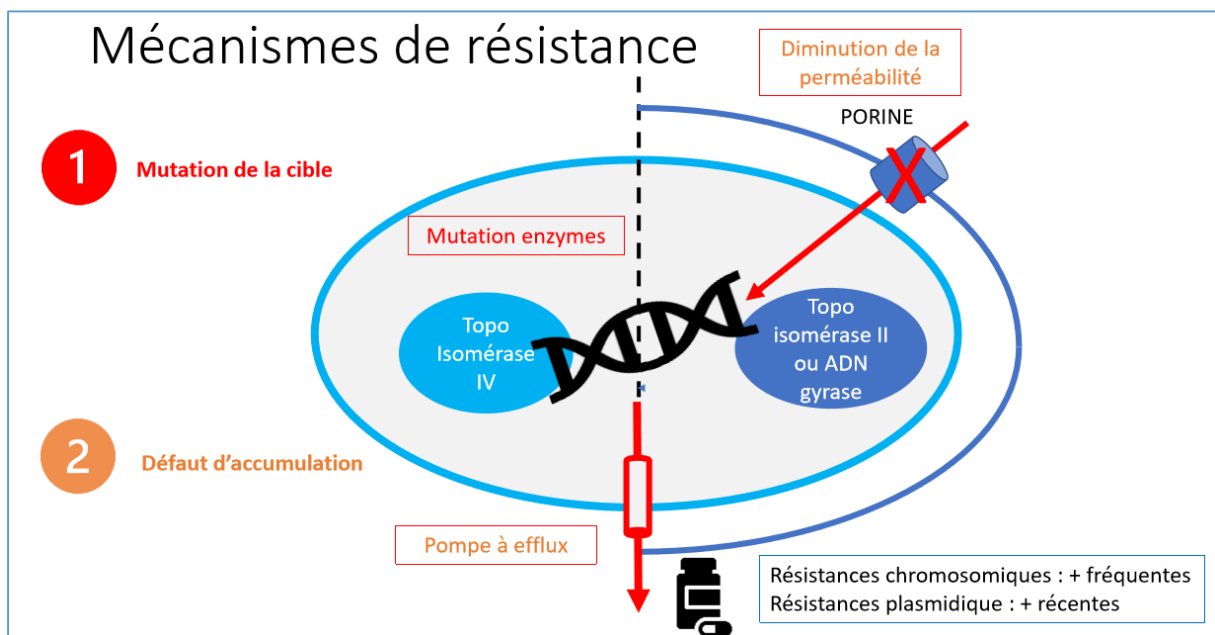 Mécanismes de résistance
Diminution de la
perméabilité
PORINE
X
1
Mutation de la cible
Mutation enzymes
Topo
Isomérase
IV
Topo
isomérase II
ou ADN
gyrase
2
Défaut d'accumulation
Pompe à efflux
Résistances chromosomiques : + fréquentes
Résistances plasmidique : + récentes